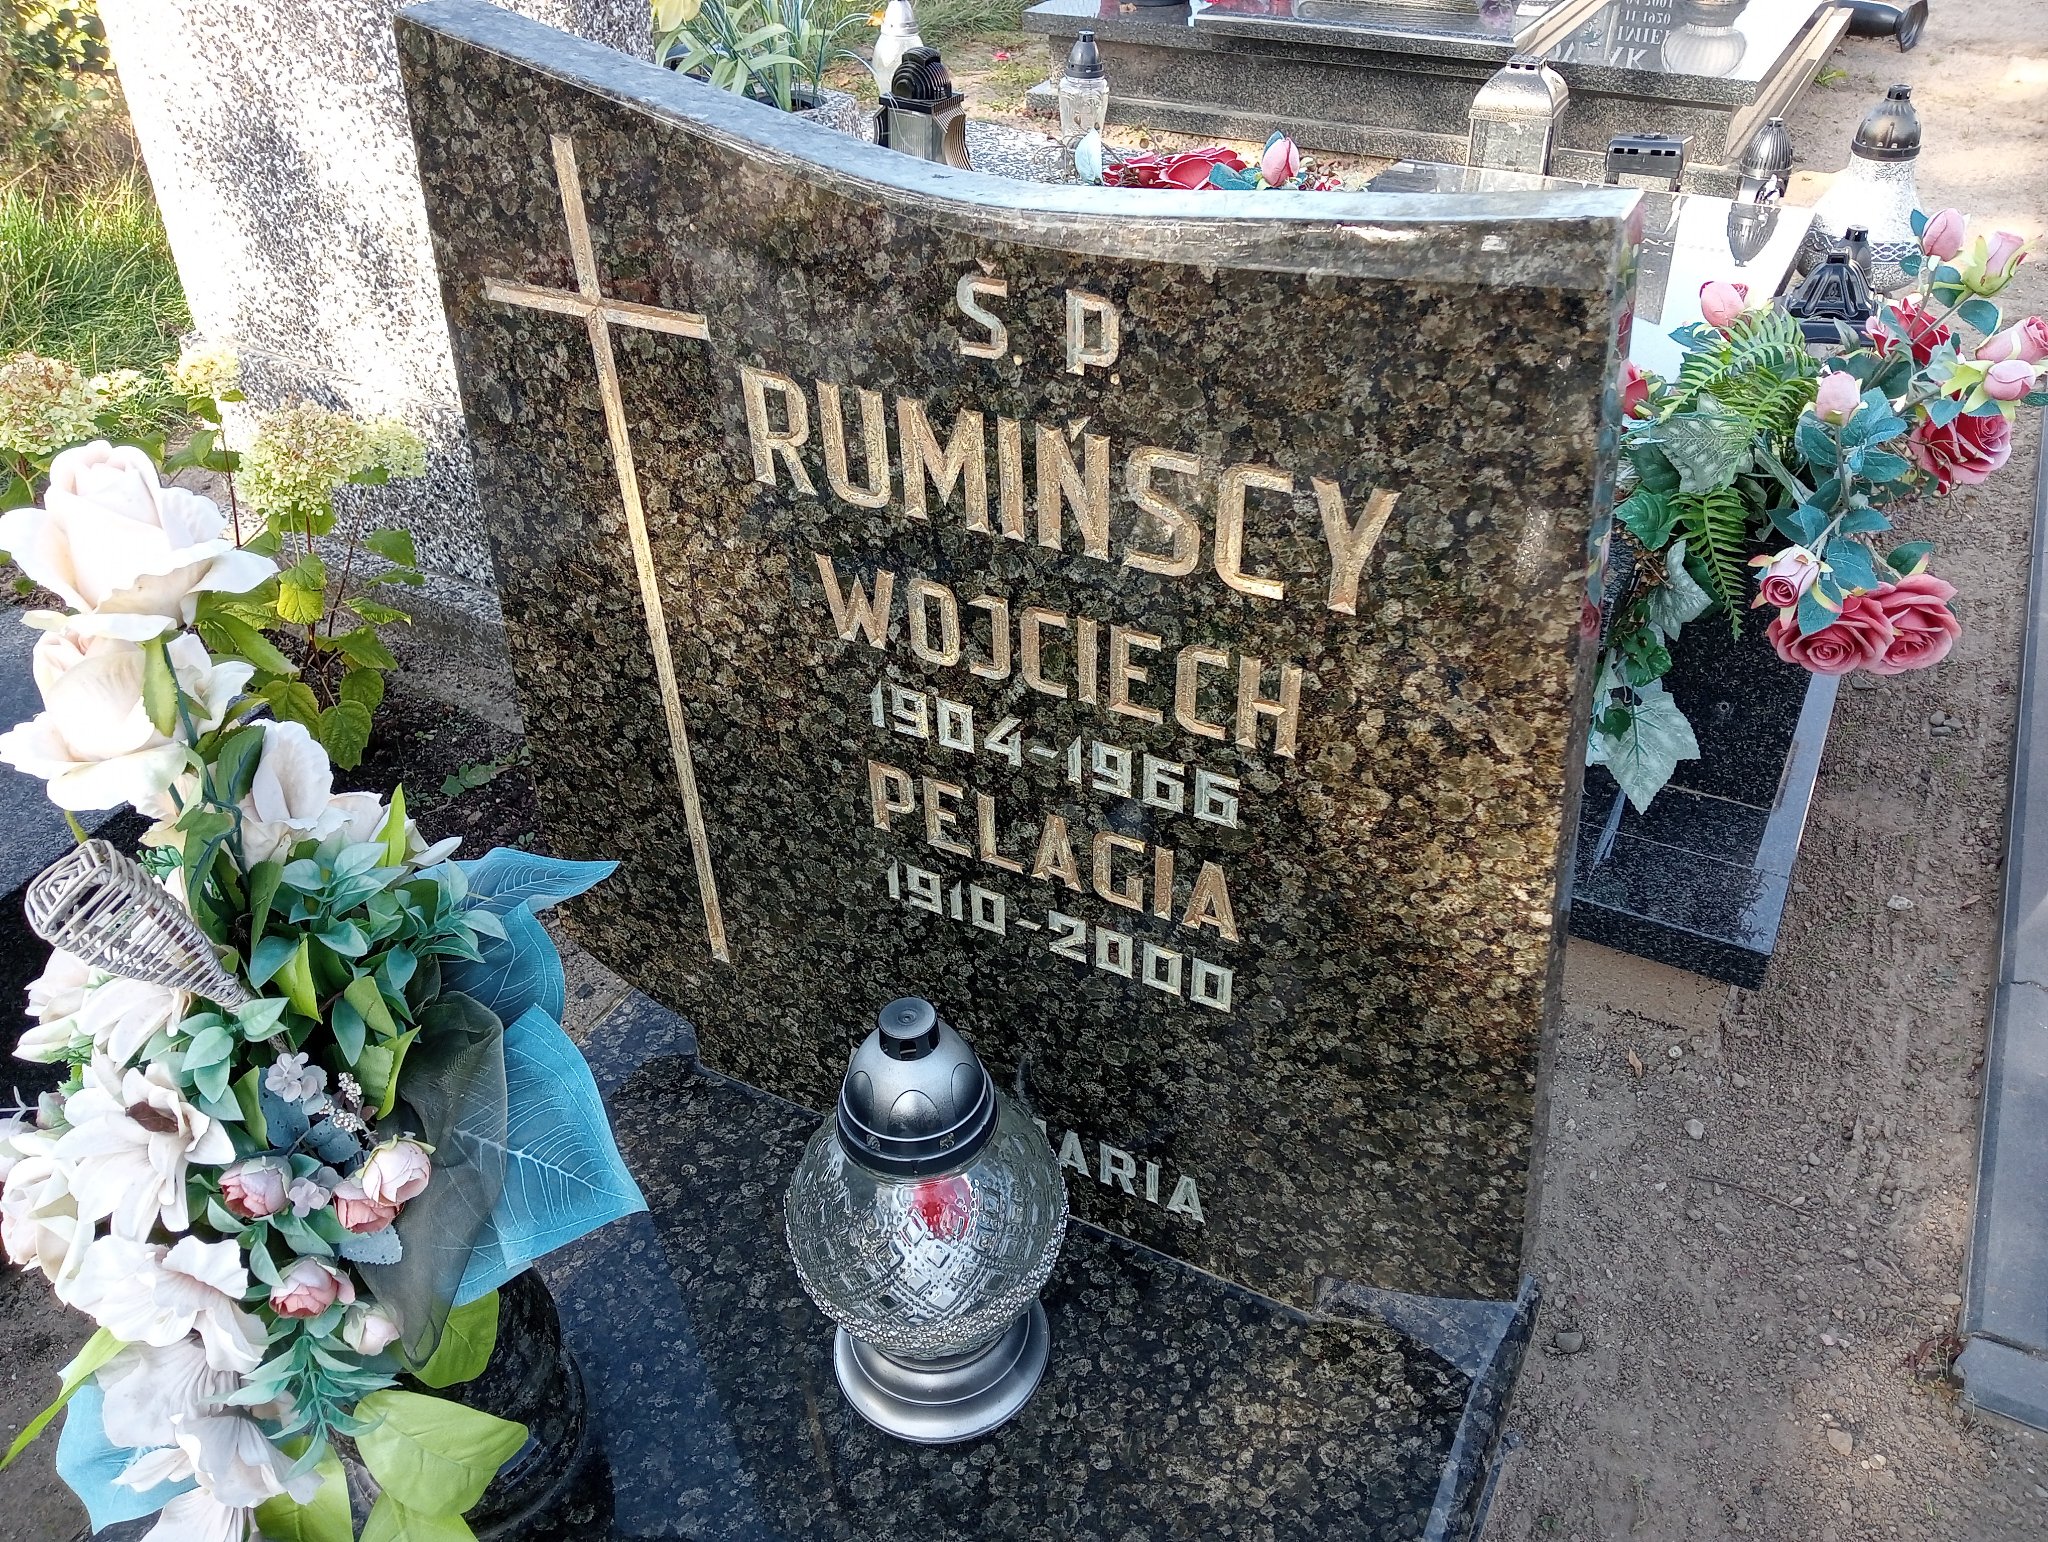 Ś. P.
RUMIŃSCY
WOJCIECH
1904-1966
PELAGIA
1910-2000